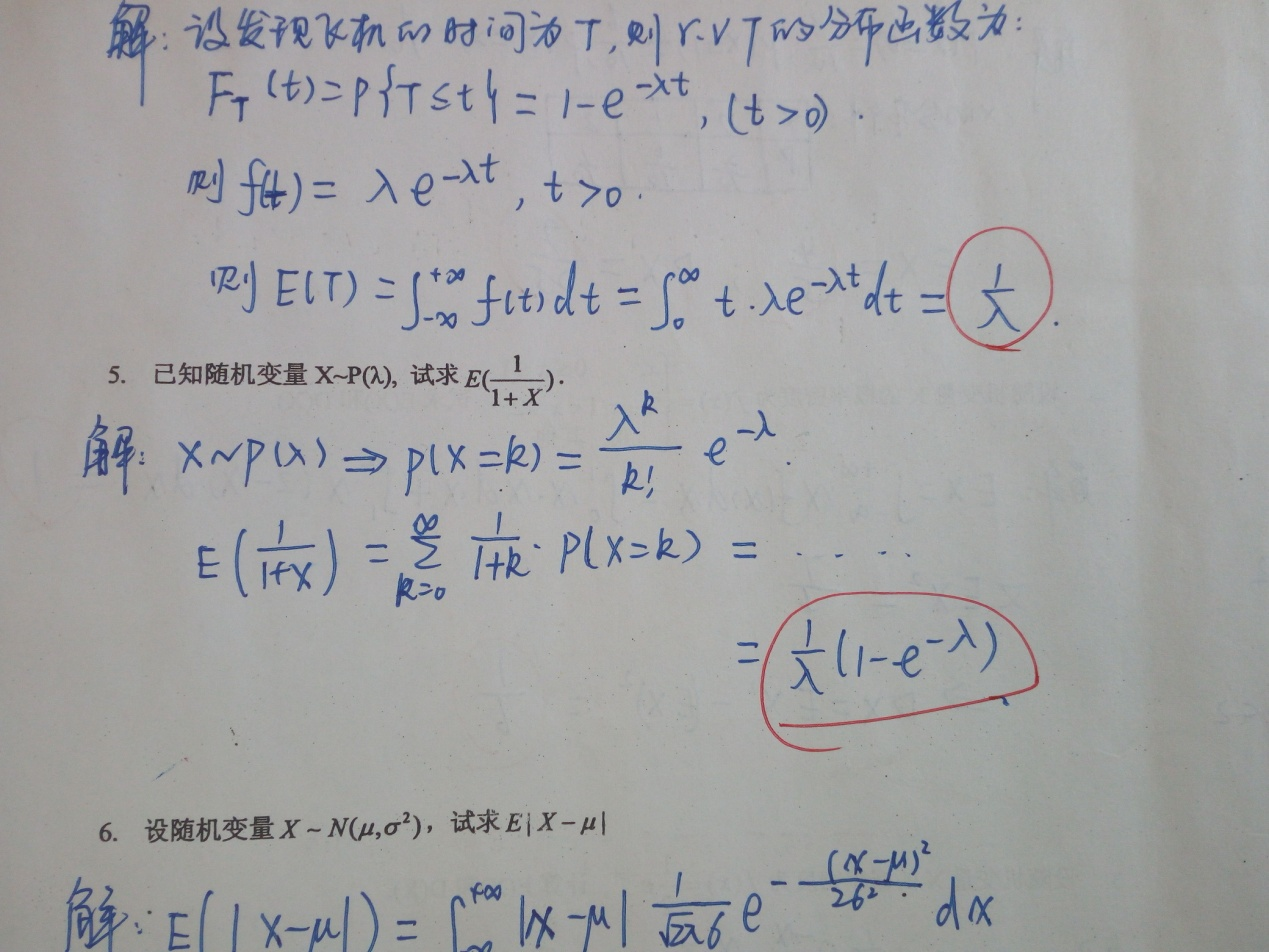 解: 设发现飞机的时间为T, 则 r.v T的分布函数为:
F_T(t)=P{T≤t}=1-e^{-λt}, (t>0).
则 f(t)= λe^{-λt}, t>0.
则 E(T)=∫_{-∞}^{+∞} f(t)dt=∫_0^∞ t·λe^{-λt}dt= 1/λ.
5. 已知随机变量 X~P(λ), 试求 E(1/(1+X)).
解: X~P(λ)⇒P(X=k)= λ^k/k! e^{-λ}.
E(1/(1+X))=∑_{k=0}^∞ 1/(1+k)·P(X=k)=.....
= 1/λ(1-e^{-λ})
6. 设随机变量 X~N(μ,σ²), 试求 E|X-μ|
解: E(|X-μ|)=∫_{-∞}^{+∞} |x-μ| 1/(√2π σ) e^{-(x-μ)²/2σ²} dx